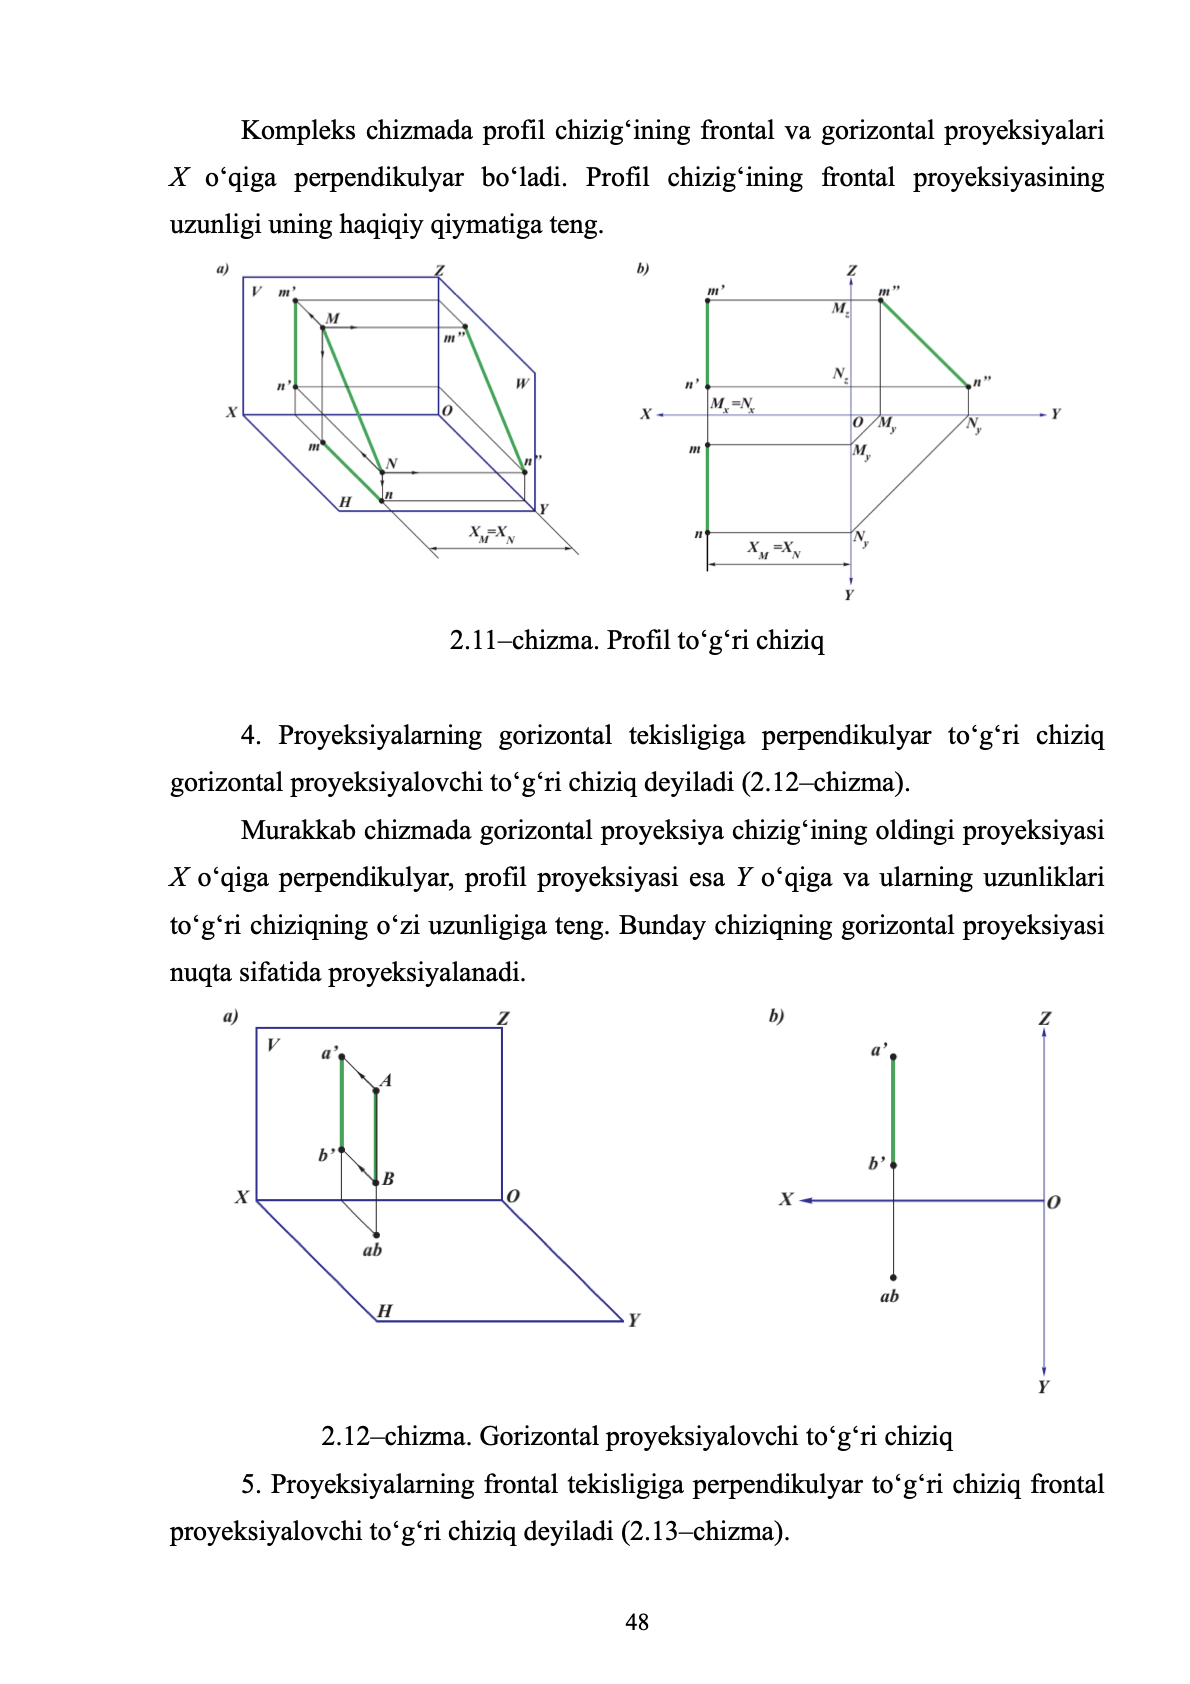 Kompleks chizmada profil chizig‘ining frontal va gorizontal proyeksiyalari
X o‘qiga perpendikulyar bo‘ladi. Profil chizig‘ining frontal proyeksiyasining
uzunligi uning haqiqiy qiymatiga teng.
a)
Z
V m’
M
m”
n’
W
X
O
m
N
n”
n
H
Y
X_M=X_N
b)
Z
m’
m”
M_z
n’
N_z
n”
M_x=N_x
X
O
M_y
N_y
Y
m
M_y
n
N_y
X_M=X_N
Y
2.11–chizma. Profil to‘g‘ri chiziq
4. Proyeksiyalarning gorizontal tekisligiga perpendikulyar to‘g‘ri chiziq
gorizontal proyeksiyalovchi to‘g‘ri chiziq deyiladi (2.12–chizma).
Murakkab chizmada gorizontal proyeksiya chizig‘ining oldingi proyeksiyasi
X o‘qiga perpendikulyar, profil proyeksiyasi esa Y o‘qiga va ularning uzunliklari
to‘g‘ri chiziqning o‘zi uzunligiga teng. Bunday chiziqning gorizontal proyeksiyasi
nuqta sifatida proyeksiyalanadi.
a)
Z
V
a’
A
b’
B
X
O
ab
H
Y
b)
Z
a’
b’
X
O
ab
Y
2.12–chizma. Gorizontal proyeksiyalovchi to‘g‘ri chiziq
5. Proyeksiyalarning frontal tekisligiga perpendikulyar to‘g‘ri chiziq frontal
proyeksiyalovchi to‘g‘ri chiziq deyiladi (2.13–chizma).
48